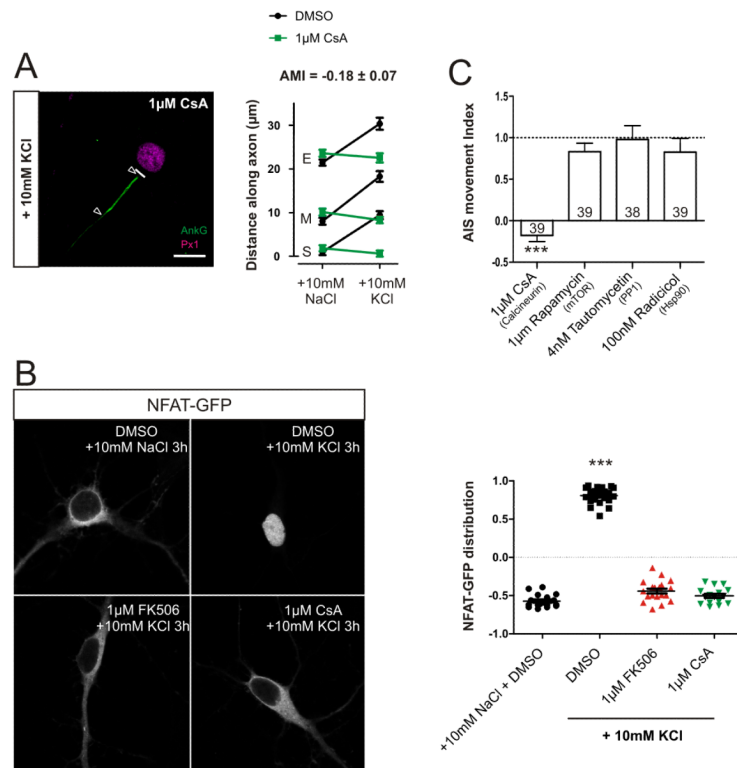 DMSO
1µM CsA
A
AMI = -0.18 ± 0.07
+ 10mM KCl
1µM CsA
AnkG
Px1
Distance along axon (µm)
30
20
10
0
E
M
S
+10mM
NaCl
+10mM
KCl
C
AIS movement Index
1.5
1.0
0.5
0.0
-0.5
39
***
39
38
39
1µM CsA
(Calcineurin)
1µm Rapamycin
(mTOR)
4nM Tautomycetin
(PP1)
100nM Radicicol
(Hsp90)
B
NFAT-GFP
DMSO
+10mM NaCl 3h
DMSO
+10mM KCl 3h
1µM FK506
+10mM KCl 3h
1µM CsA
+10mM KCl 3h
NFAT-GFP distribution
1.0
0.5
0.0
-0.5
-1.0
***
+10mM NaCl + DMSO
DMSO
1µM FK506
1µM CsA
+ 10mM KCl